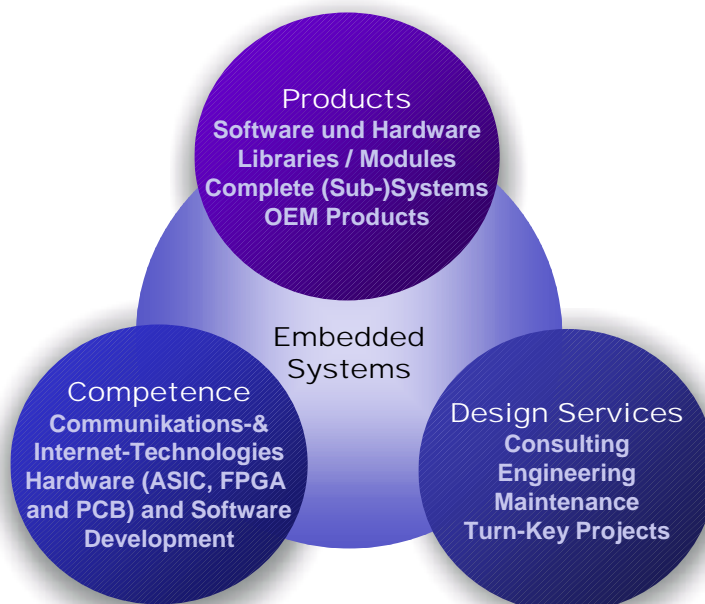 Products
Software und Hardware
Libraries / Modules
Complete (Sub-)Systems
OEM Products
Embedded
Systems
Competence
Communikations-&
Internet-Technologies
Hardware (ASIC, FPGA
and PCB) and Software
Development
Design Services
Consulting
Engineering
Maintenance
Turn-Key Projects